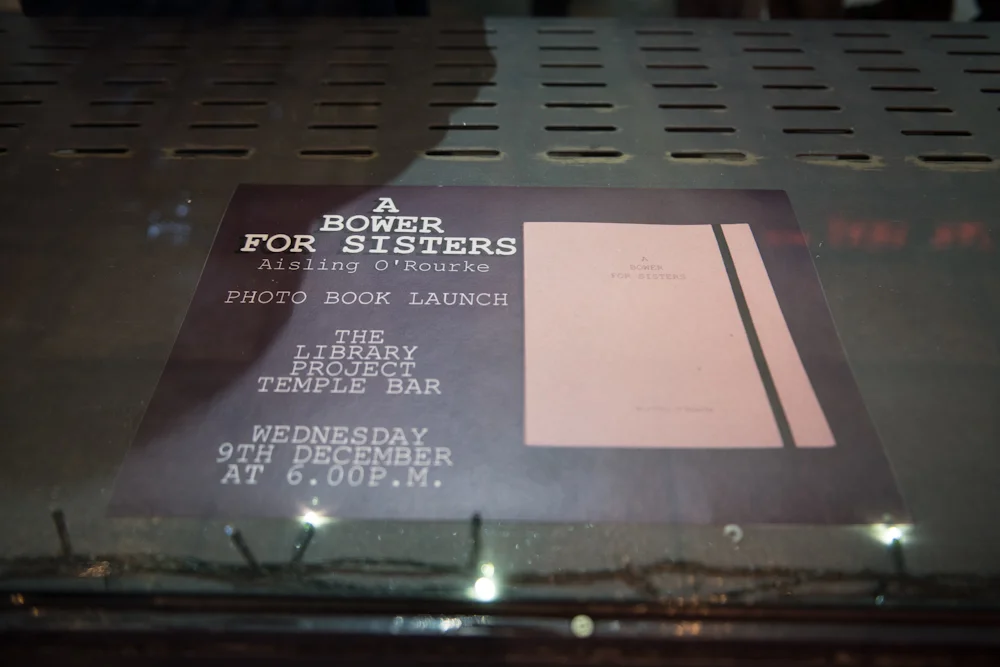 A
BOWER
FOR SISTERS
Aisling O'Rourke
PHOTO BOOK LAUNCH
THE
LIBRARY
PROJECT
TEMPLE BAR
WEDNESDAY
9TH DECEMBER
AT 6.00P.M.
A
BOWER
FOR SISTERS